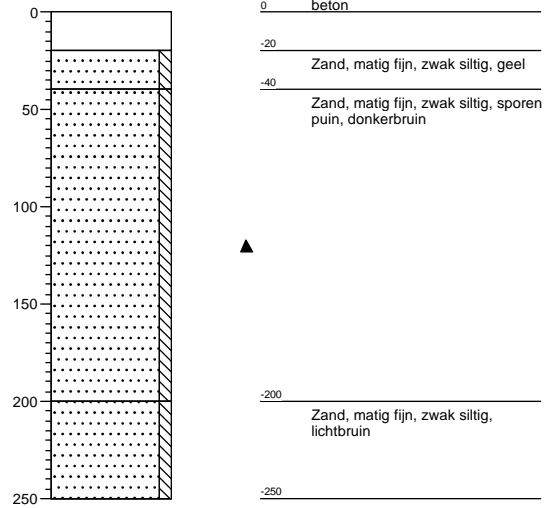 0
50
100
150
200
250
0
beton
-20
Zand, matig fijn, zwak siltig, geel
-40
Zand, matig fijn, zwak siltig, sporen
puin, donkerbruin
-200
Zand, matig fijn, zwak siltig,
lichtbruin
-250